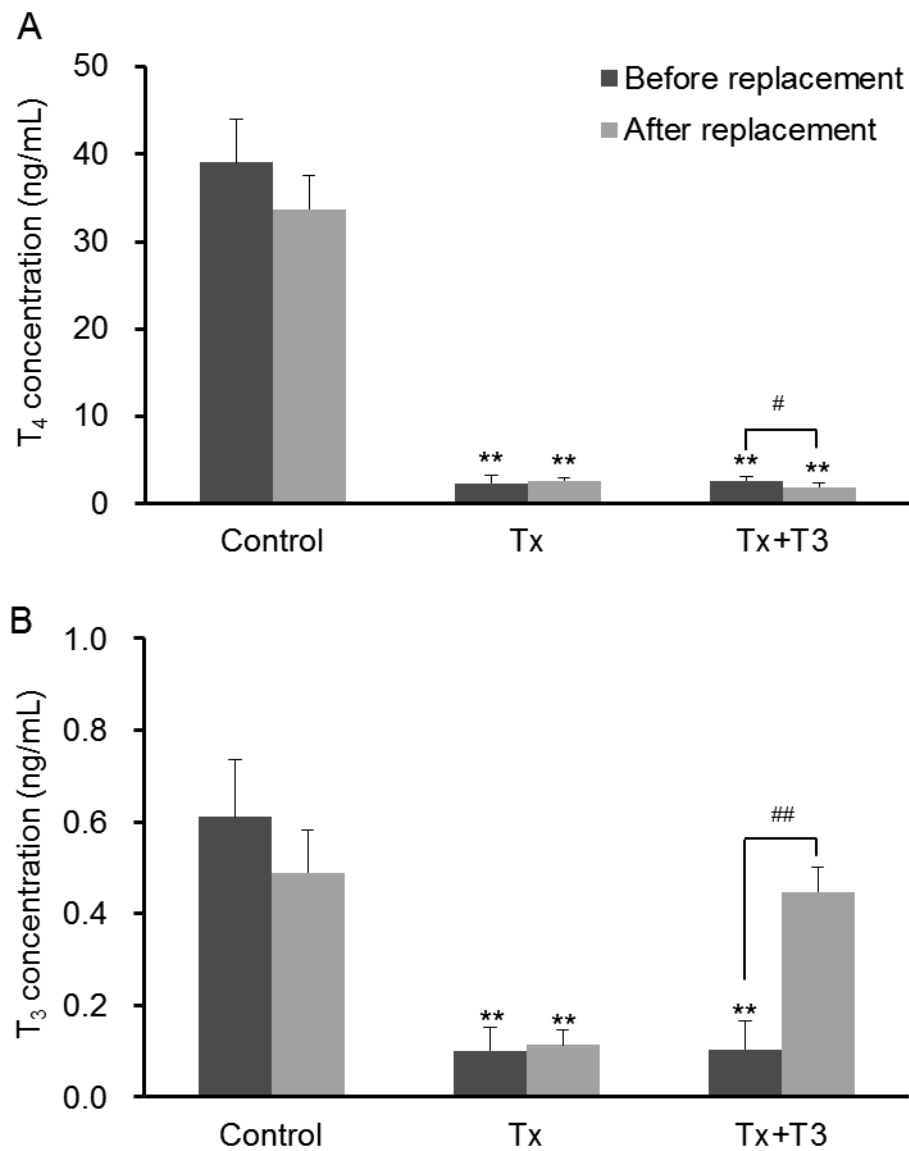 A
T₄ concentration (ng/mL)
50
40
30
20
10
0
Before replacement
After replacement
** ** ** **
#
Control Tx Tx+T3
B
T₃ concentration (ng/mL)
1.0
0.8
0.6
0.4
0.2
0.0
** ** **
##
Control Tx Tx+T3